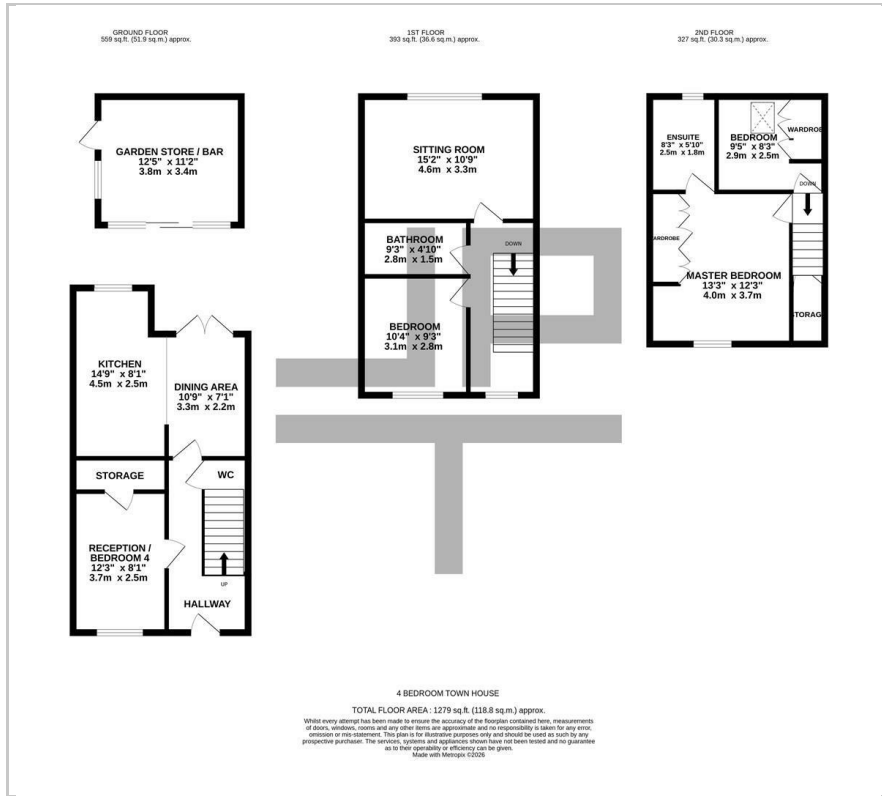 GROUND FLOOR
559 sq.ft. (51.9 sq.m.) approx.
GARDEN STORE / BAR
12'5" x 11'2"
3.8m x 3.4m
KITCHEN
14'9" x 8'1"
4.5m x 2.5m
DINING AREA
10'9" x 7'1"
3.3m x 2.2m
STORAGE
WC
RECEPTION /
BEDROOM 4
12'3" x 8'1"
3.7m x 2.5m
UP
HALLWAY
1ST FLOOR
393 sq.ft. (36.6 sq.m.) approx.
SITTING ROOM
15'2" x 10'9"
4.6m x 3.3m
BATHROOM
9'3" x 4'10"
2.8m x 1.5m
DOWN
BEDROOM
10'4" x 9'3"
3.1m x 2.8m
2ND FLOOR
327 sq.ft. (30.3 sq.m.) approx.
ENSUITE
8'3" x 5'10"
2.5m x 1.8m
BEDROOM
9'5" x 8'3"
2.9m x 2.5m
WARDROBE
DOWN
ARDROBE
MASTER BEDROOM
13'3" x 12'3"
4.0m x 3.7m
STORAG
4 BEDROOM TOWN HOUSE
TOTAL FLOOR AREA : 1279 sq.ft. (118.8 sq.m.) approx.
Whilst every attempt has been made to ensure the accuracy of the floorplan contained here, measurements
of doors, windows, rooms and any other items are approximate and no responsibility is taken for any error,
omission or mis-statement. This plan is for illustrative purposes only and should be used as such by any
prospective purchaser. The services, systems and appliances shown have not been tested and no guarantee
as to their operability or efficiency can be given.
Made with Metropix ©2026